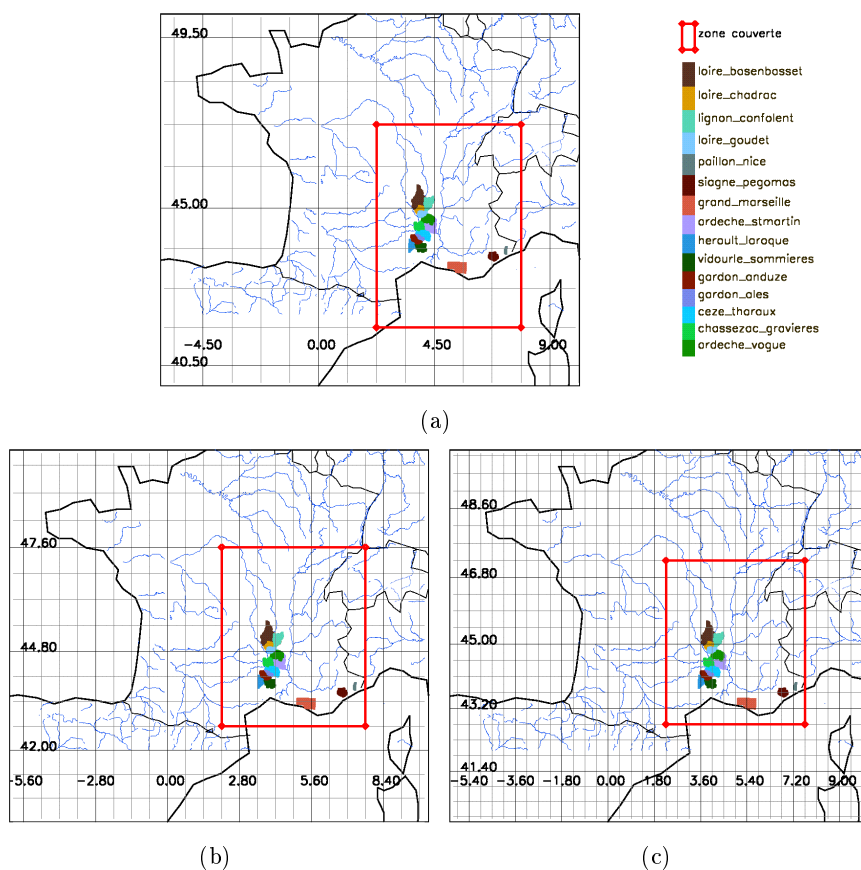 49.50
45.00
40.50
−4.50
0.00
4.50
9.00
zone couverte
loire_basenbasset
loire_chadrac
lignon_confolent
loire_goudet
paillon_nice
siagne_pegomas
grand_marseille
ardeche_stmartin
herault_laroque
vidourle_sommieres
gardon_anduze
gardon_ales
ceze_tharaux
chassezac_gravieres
ardeche_vogue
(a)
47.60
44.80
42.00
−5.60
−2.80
0.00
2.80
5.60
8.40
(b)
48.60
46.80
45.00
43.20
41.40
−5.40
−3.60
−1.80
0.00
1.80
3.60
5.40
7.20
9.00
(c)